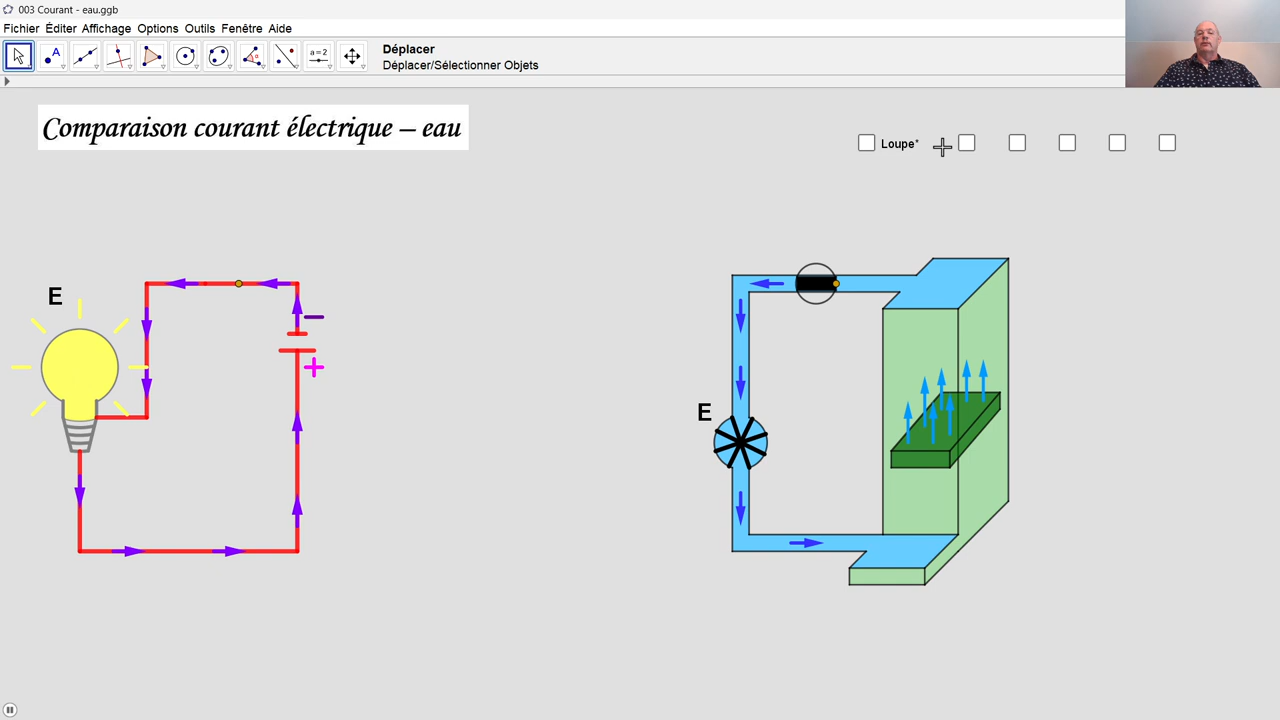 003 Courant - eau.ggb
Fichier Éditer Affichage Options Outils Fenêtre Aide
A
a=2
Déplacer
Déplacer/Sélectionner Objets
Comparaison courant électrique – eau
Loupe*
E
E